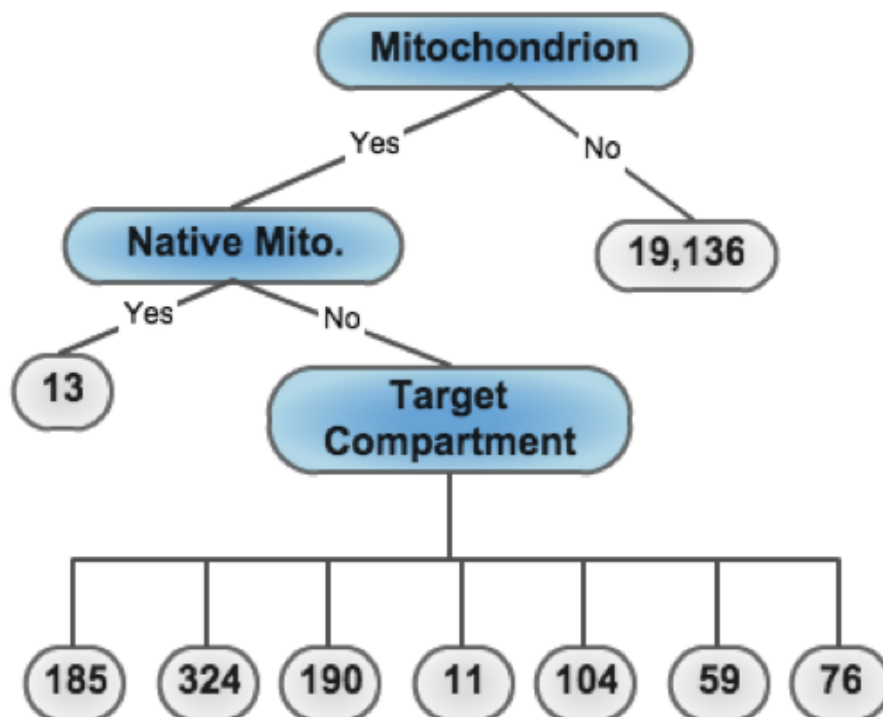 Mitochondrion
Yes
No
Native Mito.
19,136
Yes
No
13
Target
Compartment
185
324
190
11
104
59
76